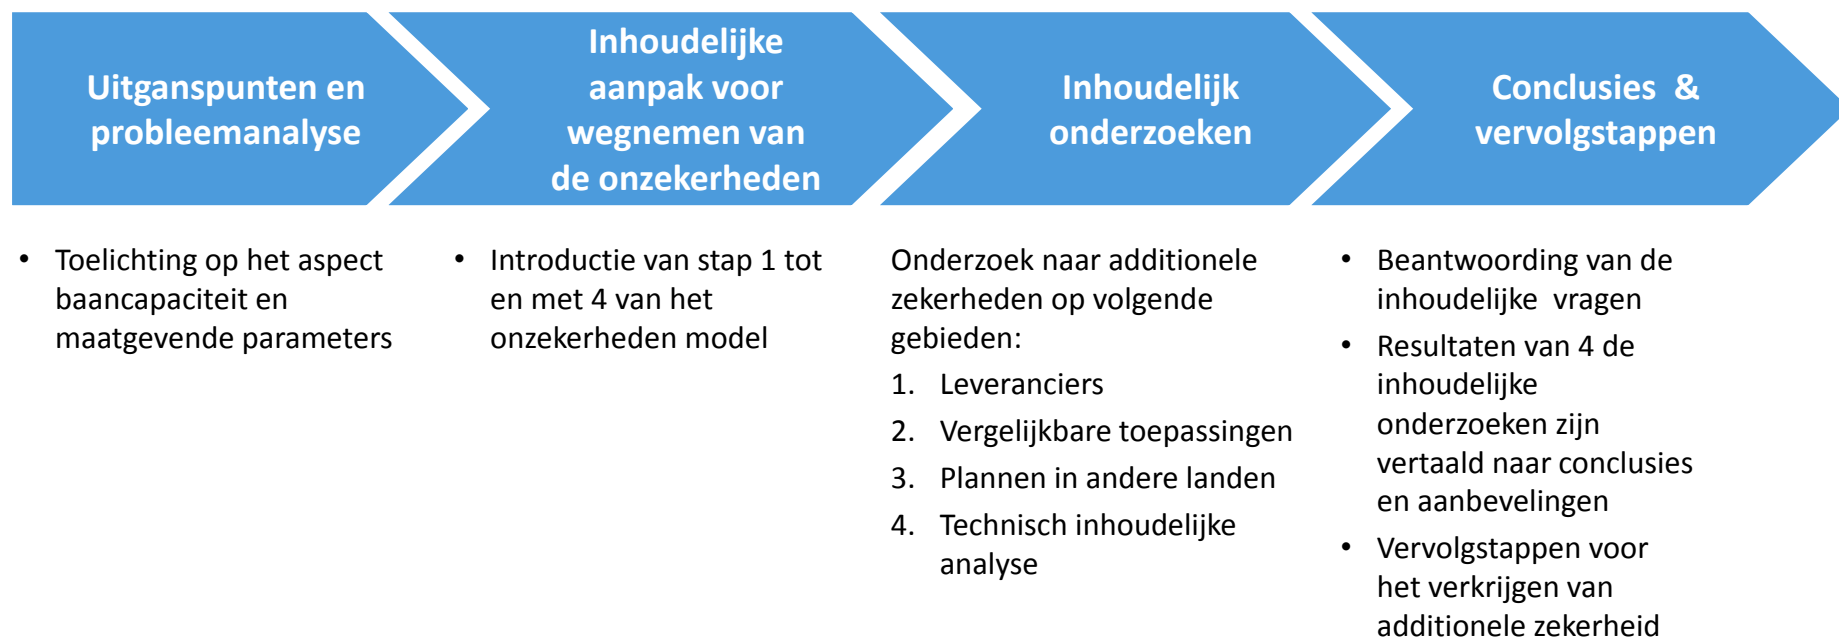 Uitganspunten en
probleemanalyse
Inhoudelijke
aanpak voor
wegnemen van
de onzekerheden
Inhoudelijk
onderzoeken
Conclusies &
vervolgstappen
• Toelichting op het aspect
baancapaciteit en
maatgevende parameters
• Introductie van stap 1 tot
en met 4 van het
onzekerheden model
Onderzoek naar additionele
zekerheden op volgende
gebieden:
1. Leveranciers
2. Vergelijkbare toepassingen
3. Plannen in andere landen
4. Technisch inhoudelijke
analyse
• Beantwoording van de
inhoudelijke vragen
• Resultaten van 4 de
inhoudelijke
onderzoeken zijn
vertaald naar conclusies
en aanbevelingen
• Vervolgstappen voor
het verkrijgen van
additionele zekerheid